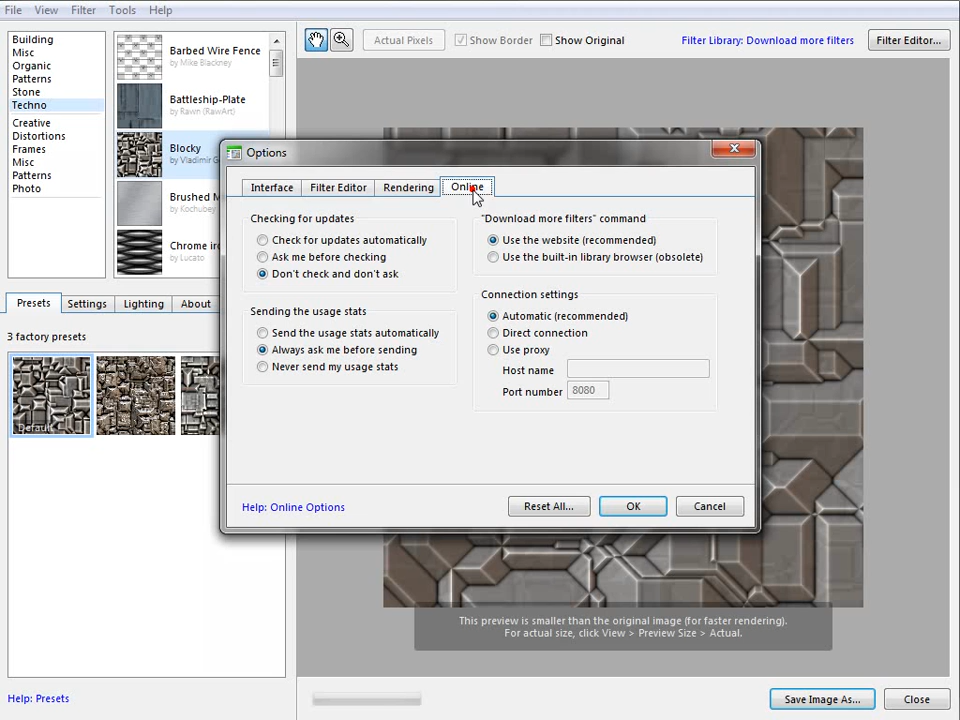 File View Filter Tools Help
Building
Misc
Organic
Patterns
Stone
Techno
Creative
Distortions
Frames
Misc
Patterns
Photo
Barbed Wire Fence
by Mike Blackney
Battleship-Plate
by Rawn (RawArt)
Blocky
by Vladimir G
Brushed M
Kochubey
Chrome iro
by Lucato
Actual Pixels
Show Border
Show Original
Filter Library: Download more filters
Filter Editor...
Presets Settings Lighting About
3 factory presets
Default
Help: Presets
Options
Interface Filter Editor Rendering Online
Checking for updates
Check for updates automatically
Ask me before checking
Don't check and don't ask
Sending the usage stats
Send the usage stats automatically
Always ask me before sending
Never send my usage stats
"Download more filters" command
Use the website (recommended)
Use the built-in library browser (obsolete)
Connection settings
Automatic (recommended)
Direct connection
Use proxy
Host name
Port number 8080
Help: Online Options
Reset All... OK Cancel
This preview is smaller than the original image (for faster rendering).
For actual size, click View > Preview Size > Actual.
Save Image As... Close